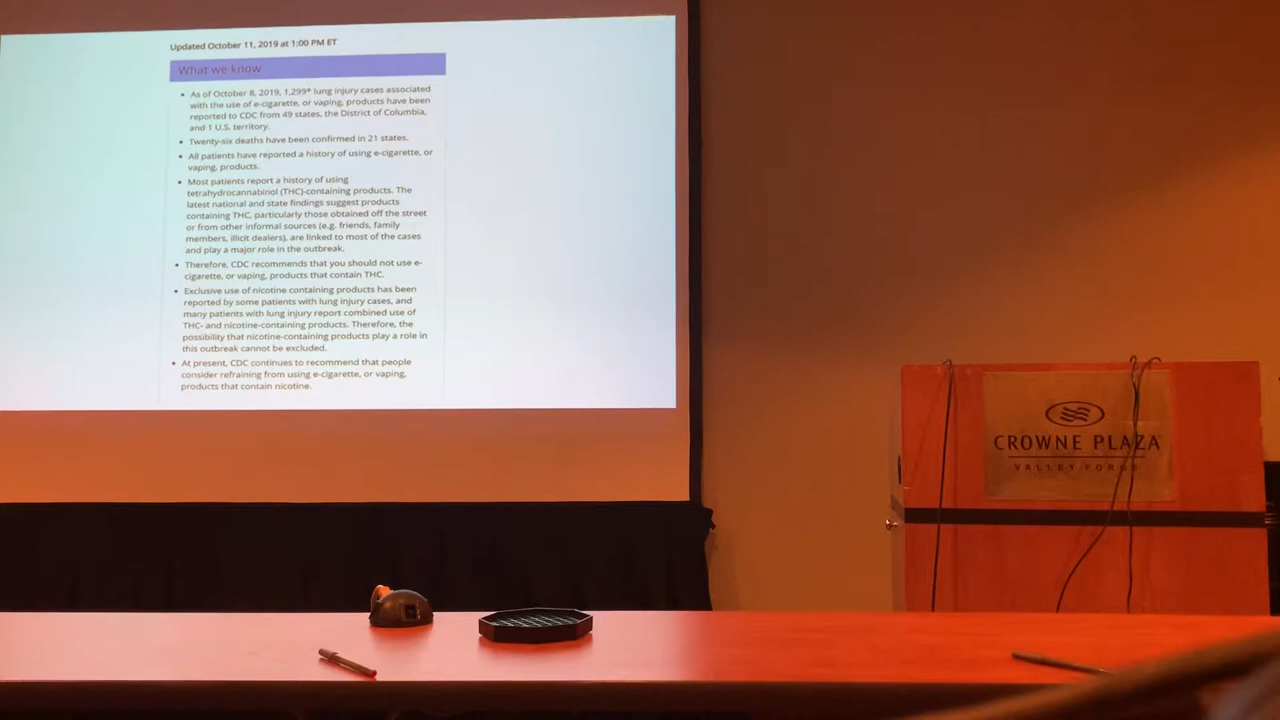 Updated October 11, 2019 at 1:00 PM ET
What we know
• As of October 8, 2019, 1,299* lung injury cases associated
with the use of e-cigarette, or vaping, products have been
reported to CDC from 49 states, the District of Columbia,
and 1 U.S. territory.
• Twenty-six deaths have been confirmed in 21 states.
• All patients have reported a history of using e-cigarette, or
vaping, products.
• Most patients report a history of using
tetrahydrocannabinol (THC)-containing products. The
latest national and state findings suggest products
containing THC, particularly those obtained off the street
or from other informal sources (e.g. friends, family
members, illicit dealers), are linked to most of the cases
and play a major role in the outbreak.
• Therefore, CDC recommends that you should not use e-
cigarette, or vaping, products that contain THC.
• Exclusive use of nicotine containing products has been
reported by some patients with lung injury cases, and
many patients with lung injury report combined use of
THC- and nicotine-containing products. Therefore, the
possibility that nicotine-containing products play a role in
this outbreak cannot be excluded.
• At present, CDC continues to recommend that people
consider refraining from using e-cigarette, or vaping,
products that contain nicotine.
CROWNE PLAZA
VALLEY FORGE